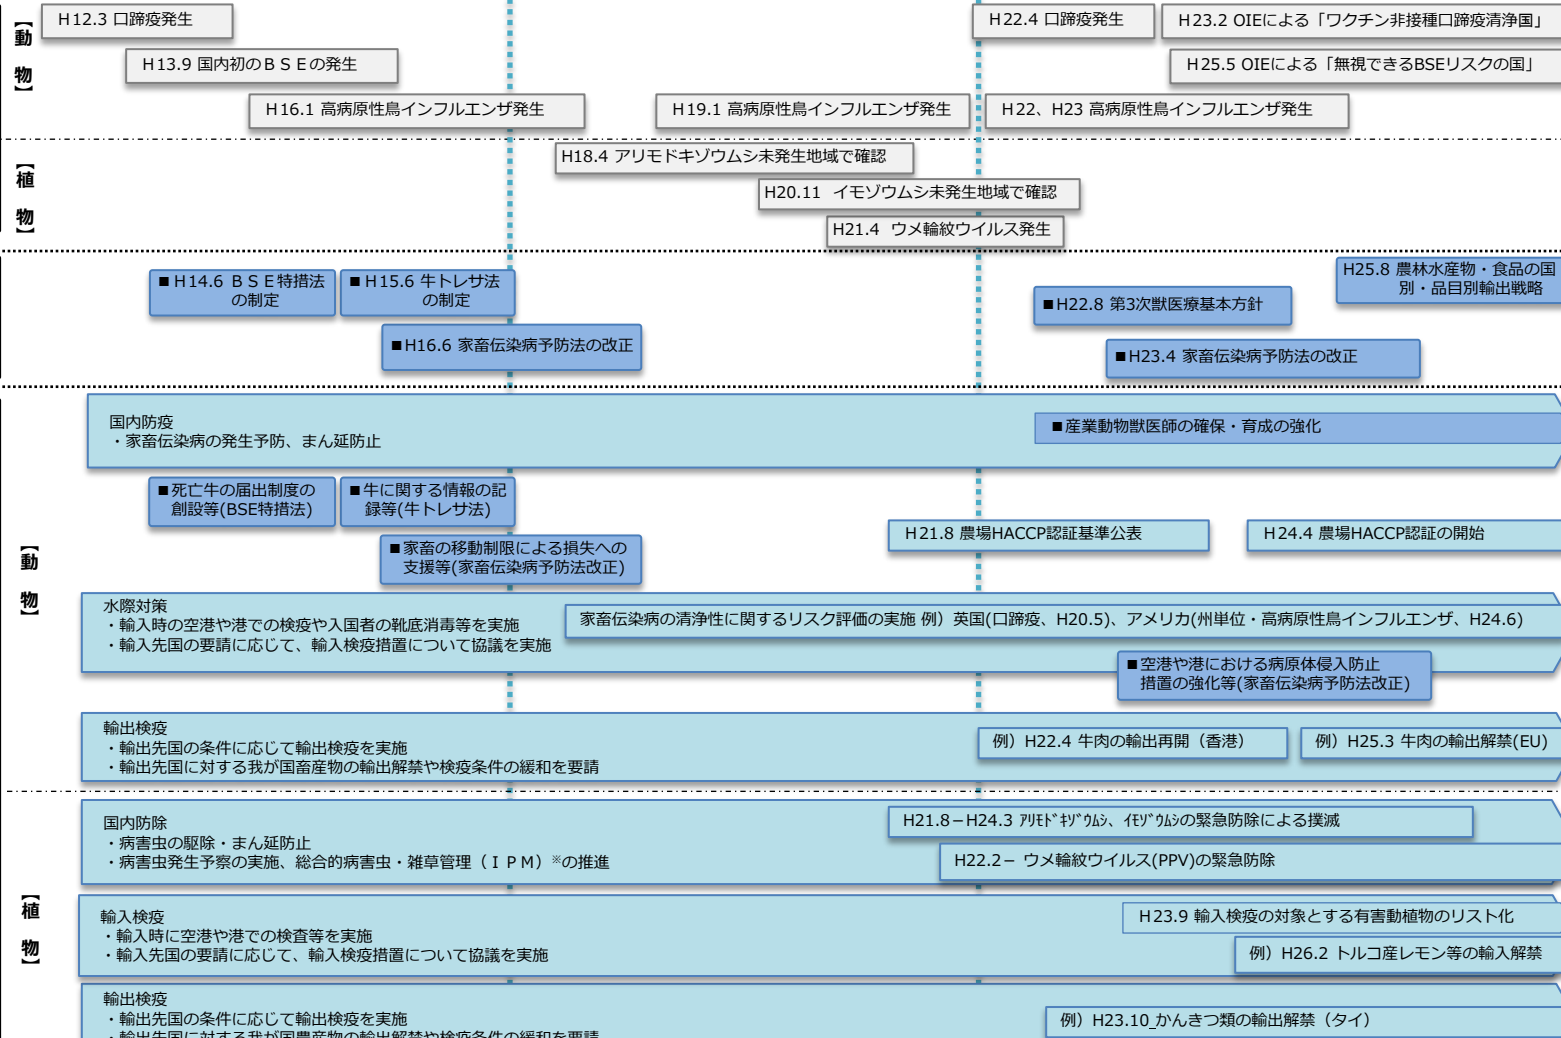 【動物】
H12.3 口蹄疫発生
H22.4 口蹄疫発生
H23.2 OIEによる「ワクチン非接種口蹄疫清浄国」
H13.9 国内初のＢＳＥの発生
H25.5 OIEによる「無視できるBSEリスクの国」
H16.1 高病原性鳥インフルエンザ発生
H19.1 高病原性鳥インフルエンザ発生
H22、H23 高病原性鳥インフルエンザ発生
【植物】
H18.4 アリモドキゾウムシ未発生地域で確認
H20.11 イモゾウムシ未発生地域で確認
H21.4 ウメ輪紋ウイルス発生
■H14.6 ＢＳＥ特措法
の制定
■H15.6 牛トレサ法
の制定
H25.8 農林水産物・食品の国
別・品目別輸出戦略
■H22.8 第3次獣医療基本方針
■H16.6 家畜伝染病予防法の改正
■H23.4 家畜伝染病予防法の改正
【動物】
国内防疫
・家畜伝染病の発生予防、まん延防止
■産業動物獣医師の確保・育成の強化
■死亡牛の届出制度の
創設等(BSE特措法)
■牛に関する情報の記
録等(牛トレサ法)
H21.8 農場HACCP認証基準公表
H24.4 農場HACCP認証の開始
■家畜の移動制限による損失への
支援等(家畜伝染病予防法改正)
水際対策
・輸入時の空港や港での検疫や入国者の靴底消毒等を実施
・輸入先国の要請に応じて、輸入検疫措置について協議を実施
家畜伝染病の清浄性に関するリスク評価の実施 例）英国(口蹄疫、H20.5)、アメリカ(州単位・高病原性鳥インフルエンザ、H24.6)
■空港や港における病原体侵入防止
措置の強化等(家畜伝染病予防法改正)
輸出検疫
・輸出先国の条件に応じて輸出検疫を実施
・輸出先国に対する我が国畜産物の輸出解禁や検疫条件の緩和を要請
例）H22.4 牛肉の輸出再開（香港）
例）H25.3 牛肉の輸出解禁(EU)
【植物】
国内防除
・病害虫の駆除・まん延防止
・病害虫発生予察の実施、総合的病害虫・雑草管理（ＩＰＭ）※の推進
H21.8－H24.3 ｱﾘﾓﾄﾞｷｿﾞｳﾑｼ、ｲﾓｿﾞｳﾑｼの緊急防除による撲滅
H22.2－ ウメ輪紋ウイルス(PPV)の緊急防除
輸入検疫
・輸入時に空港や港での検査等を実施
・輸入先国の要請に応じて、輸入検疫措置について協議を実施
H23.9 輸入検疫の対象とする有害動植物のリスト化
例）H26.2 トルコ産レモン等の輸入解禁
輸出検疫
・輸出先国の条件に応じて輸出検疫を実施
・輸出先国に対する我が国農産物の輸出解禁や検疫条件の緩和を要請
例）H23.10_かんきつ類の輸出解禁（タイ）